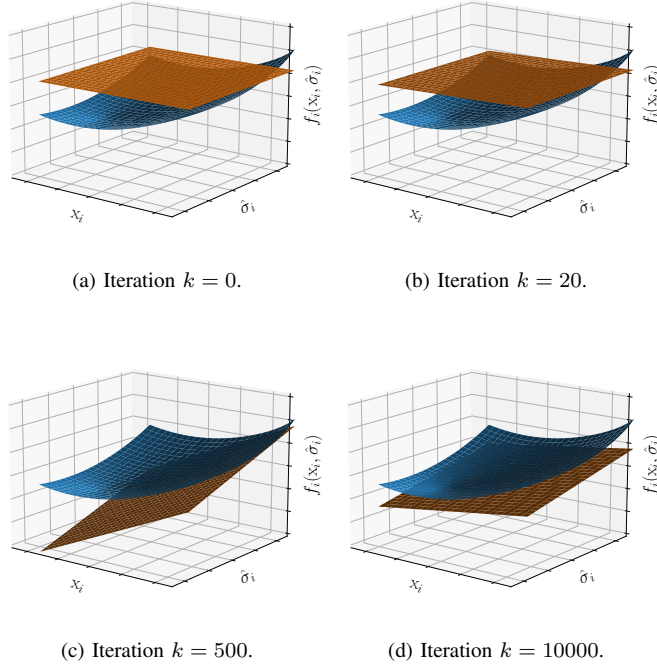 f_i(x_i, σ̂_i)
f_i(x_i, σ̂_i)
x_i
σ̂_i
x_i
σ̂_i
(a) Iteration k = 0.
(b) Iteration k = 20.
f_i(x_i, σ̂_i)
f_i(x_i, σ̂_i)
x_i
σ̂_i
x_i
σ̂_i
(c) Iteration k = 500.
(d) Iteration k = 10000.